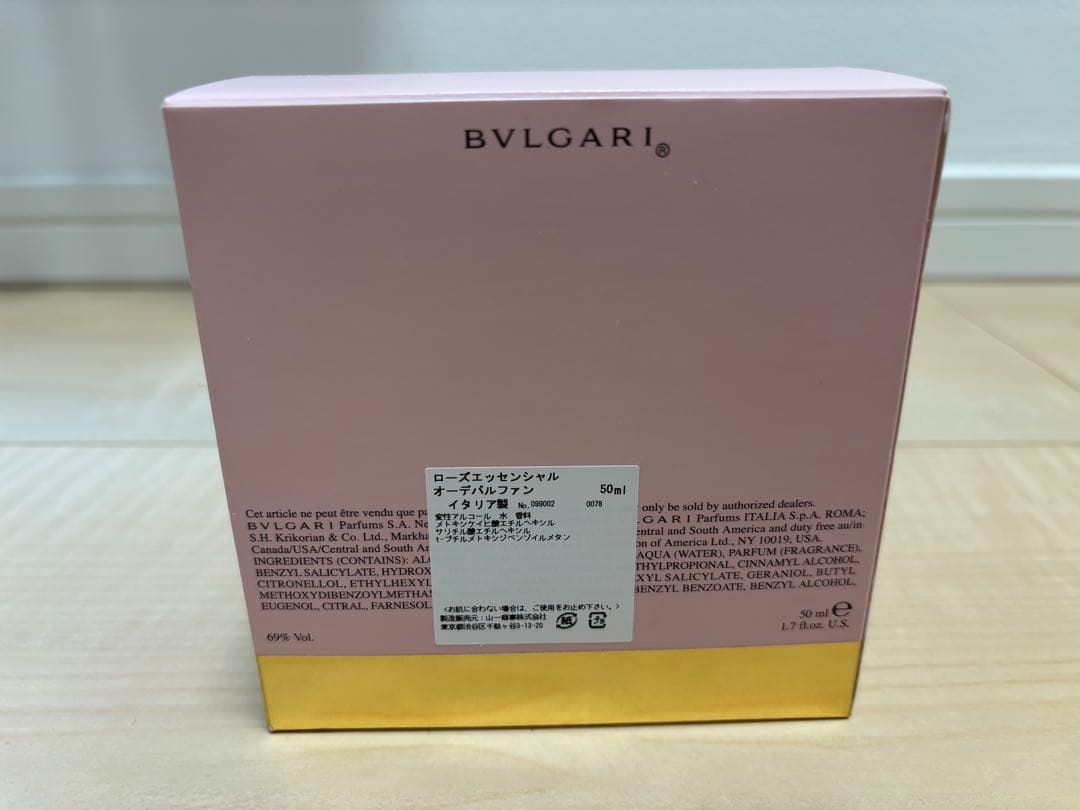 BVLGARI®
ローズエッセンシャル
オーデパルファン 50ml
イタリア製 No.099002 0078
変性アルコール 水 香料
メトキシケイヒ酸エチルヘキシル
サリチル酸エチルヘキシル
t-ブチルメトキシジベンゾイルメタン
<お肌に合わない場合は、ご使用をお止め下さい。>
製造販売元:山一商事株式会社
東京都渋谷区千駄ヶ谷3-13-20
紙
プラ
Cet article ne peut être vendu que only be sold by authorized dealers.
BVLGARI Parfums S.A. LGARI Parfums ITALIA S.p.A. ROMA;
S.H. Krikorian & Co. Ltd., entral and South America and duty free au/in
Canada/USA/Central and South on of America Ltd., NY 10019, USA.
INGREDIENTS (CONTAINS): AQUA (WATER), PARFUM (FRAGRANCE),
BENZYL SALICYLATE, THYLPROPIONAL, CINNAMYL ALCOHOL,
CITRONELLOL, XYL SALICYLATE, GERANIOL, BUTYL
BENZYL BENZOATE, BENZYL ALCOHOL,
EUGENOL, CITRAL, FARNESOL
69% Vol.
50 ml ℮
1.7 fl.oz. U.S.